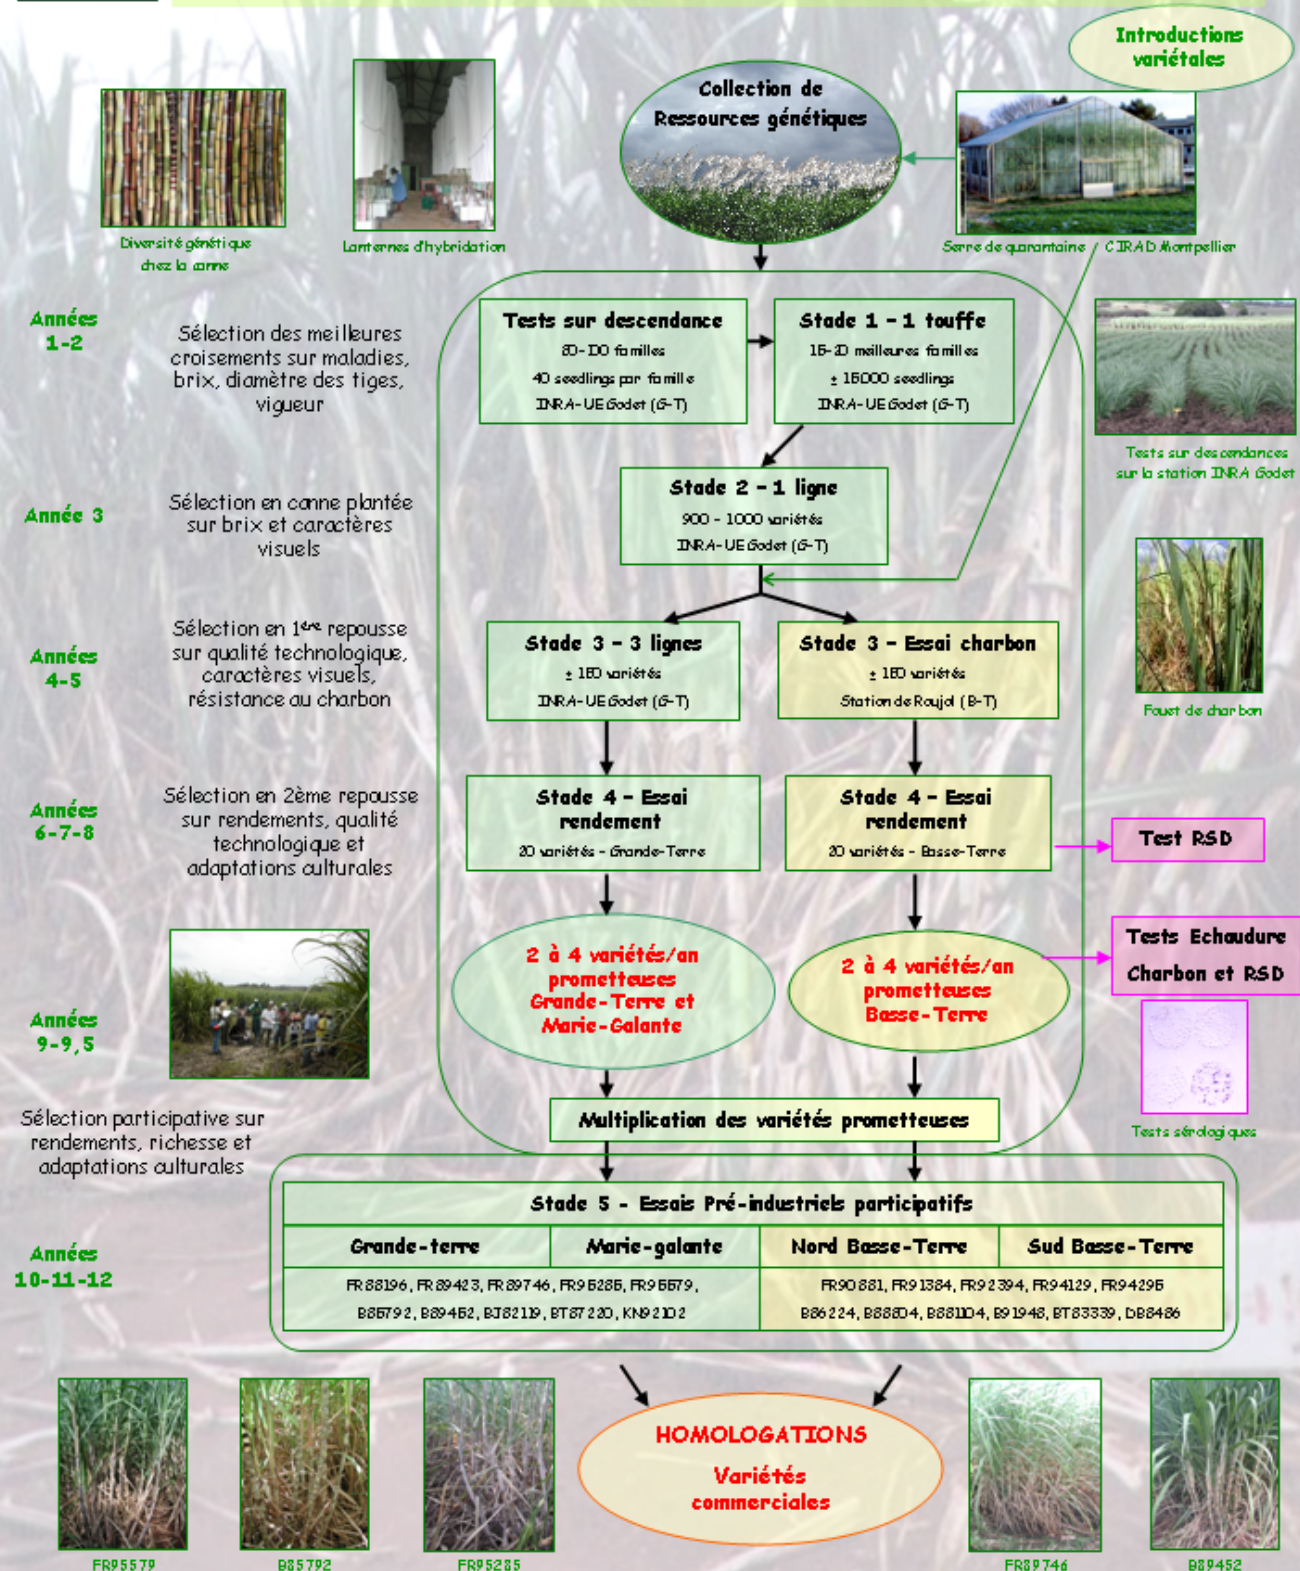 Introductions
variétales
Collection de
Ressources génétiques
Diversité génétique
chez la canne
Lanternes d'hybridation
Serre de quarantaine / CIRAD Montpellier
Années
1-2
Sélection des meilleures
croisements sur maladies,
brix, diamètre des tiges,
vigueur
Tests sur descendance
80-100 familles
40 seedlings par famille
INRA-UE Godet (G-T)
Stade 1 - 1 touffe
15-20 meilleures familles
± 15000 seedlings
INRA-UE Godet (G-T)
Tests sur descendances
sur la station INRA Godet
Année 3
Sélection en canne plantée
sur brix et caractères
visuels
Stade 2 - 1 ligne
900 - 1000 variétés
INRA-UE Godet (G-T)
Années
4-5
Sélection en 1ère repousse
sur qualité technologique,
caractères visuels,
résistance au charbon
Stade 3 - 3 lignes
± 150 variétés
INRA-UE Godet (G-T)
Stade 3 - Essai charbon
± 150 variétés
Station de Roujol (B-T)
Fouet de charbon
Années
6-7-8
Sélection en 2ème repousse
sur rendements, qualité
technologique et
adaptations culturales
Stade 4 - Essai
rendement
20 variétés - Grande-Terre
Stade 4 - Essai
rendement
20 variétés - Basse-Terre
Test RSD
2 à 4 variétés/an
prometteuses
Grande-Terre et
Marie-Galante
2 à 4 variétés/an
prometteuses
Basse-Terre
Tests Echaudure
Charbon et RSD
Tests sérologiques
Années
9-9,5
Sélection participative sur
rendements, richesse et
adaptations culturales
Multiplication des variétés prometteuses
Années
10-11-12
Stade 5 - Essais Pré-industriels participatifs
Grande-terre
Marie-galante
Nord Basse-Terre
Sud Basse-Terre
FR88196, FR89423, FR89746, FR95285, FR95579,
B85792, B89452, BJ82119, BT87220, KN92102
FR90881, FR91384, FR92394, FR94129, FR94295
B86224, B88804, B881104, B91948, BT83339, DB8486
HOMOLOGATIONS
Variétés
commerciales
FR95579
B85792
FR95285
FR89746
B89452